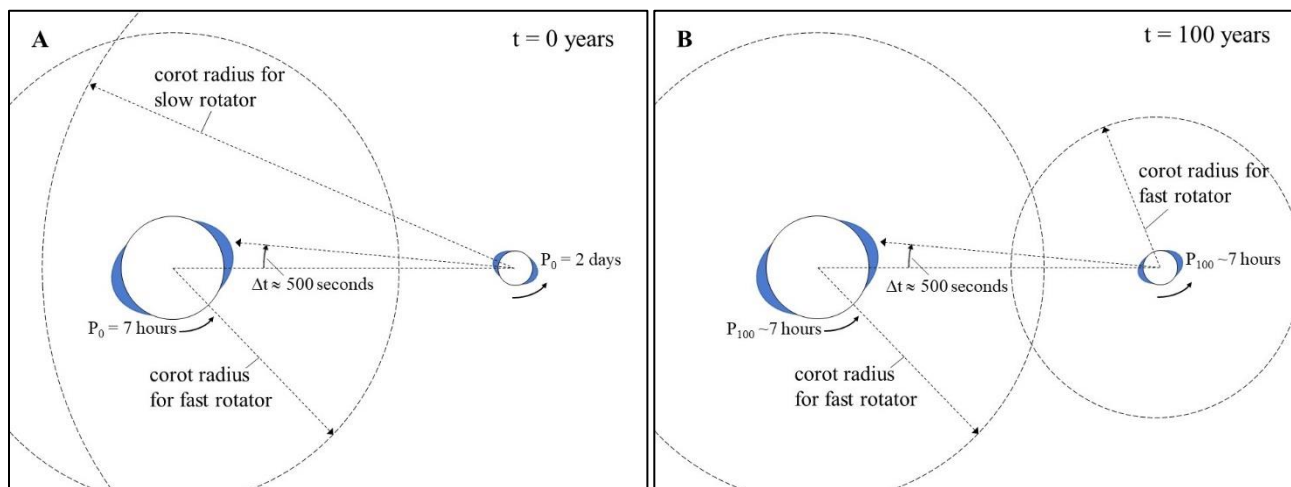 A
t = 0 years
corot radius for
slow rotator
P₀ = 2 days
Δt ≈ 500 seconds
P₀ = 7 hours
corot radius
for fast rotator
B
t = 100 years
corot radius for
fast rotator
P₁₀₀ ~7 hours
Δt ≈ 500 seconds
P₁₀₀ ~7 hours
corot radius
for fast rotator